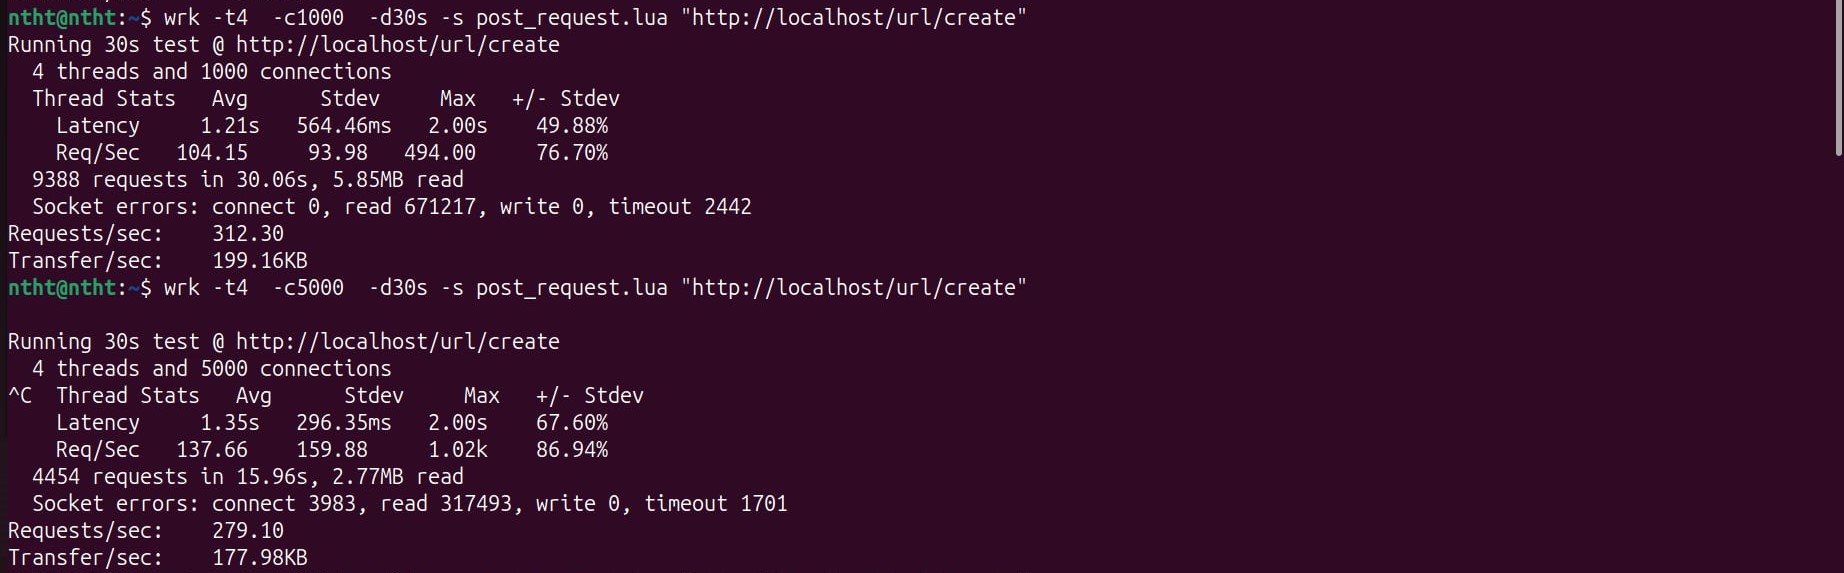 ntht@ntht:~$ wrk -t4  -c1000  -d30s -s post_request.lua "http://localhost/url/create"
Running 30s test @ http://localhost/url/create
  4 threads and 1000 connections
  Thread Stats   Avg      Stdev     Max   +/- Stdev
    Latency     1.21s   564.46ms   2.00s    49.88%
    Req/Sec   104.15     93.98   494.00     76.70%
  9388 requests in 30.06s, 5.85MB read
  Socket errors: connect 0, read 671217, write 0, timeout 2442
Requests/sec:    312.30
Transfer/sec:    199.16KB
ntht@ntht:~$ wrk -t4  -c5000  -d30s -s post_request.lua "http://localhost/url/create"
Running 30s test @ http://localhost/url/create
  4 threads and 5000 connections
^C  Thread Stats   Avg      Stdev     Max   +/- Stdev
    Latency     1.35s   296.35ms   2.00s    67.60%
    Req/Sec   137.66    159.88     1.02k    86.94%
  4454 requests in 15.96s, 2.77MB read
  Socket errors: connect 3983, read 317493, write 0, timeout 1701
Requests/sec:    279.10
Transfer/sec:    177.98KB